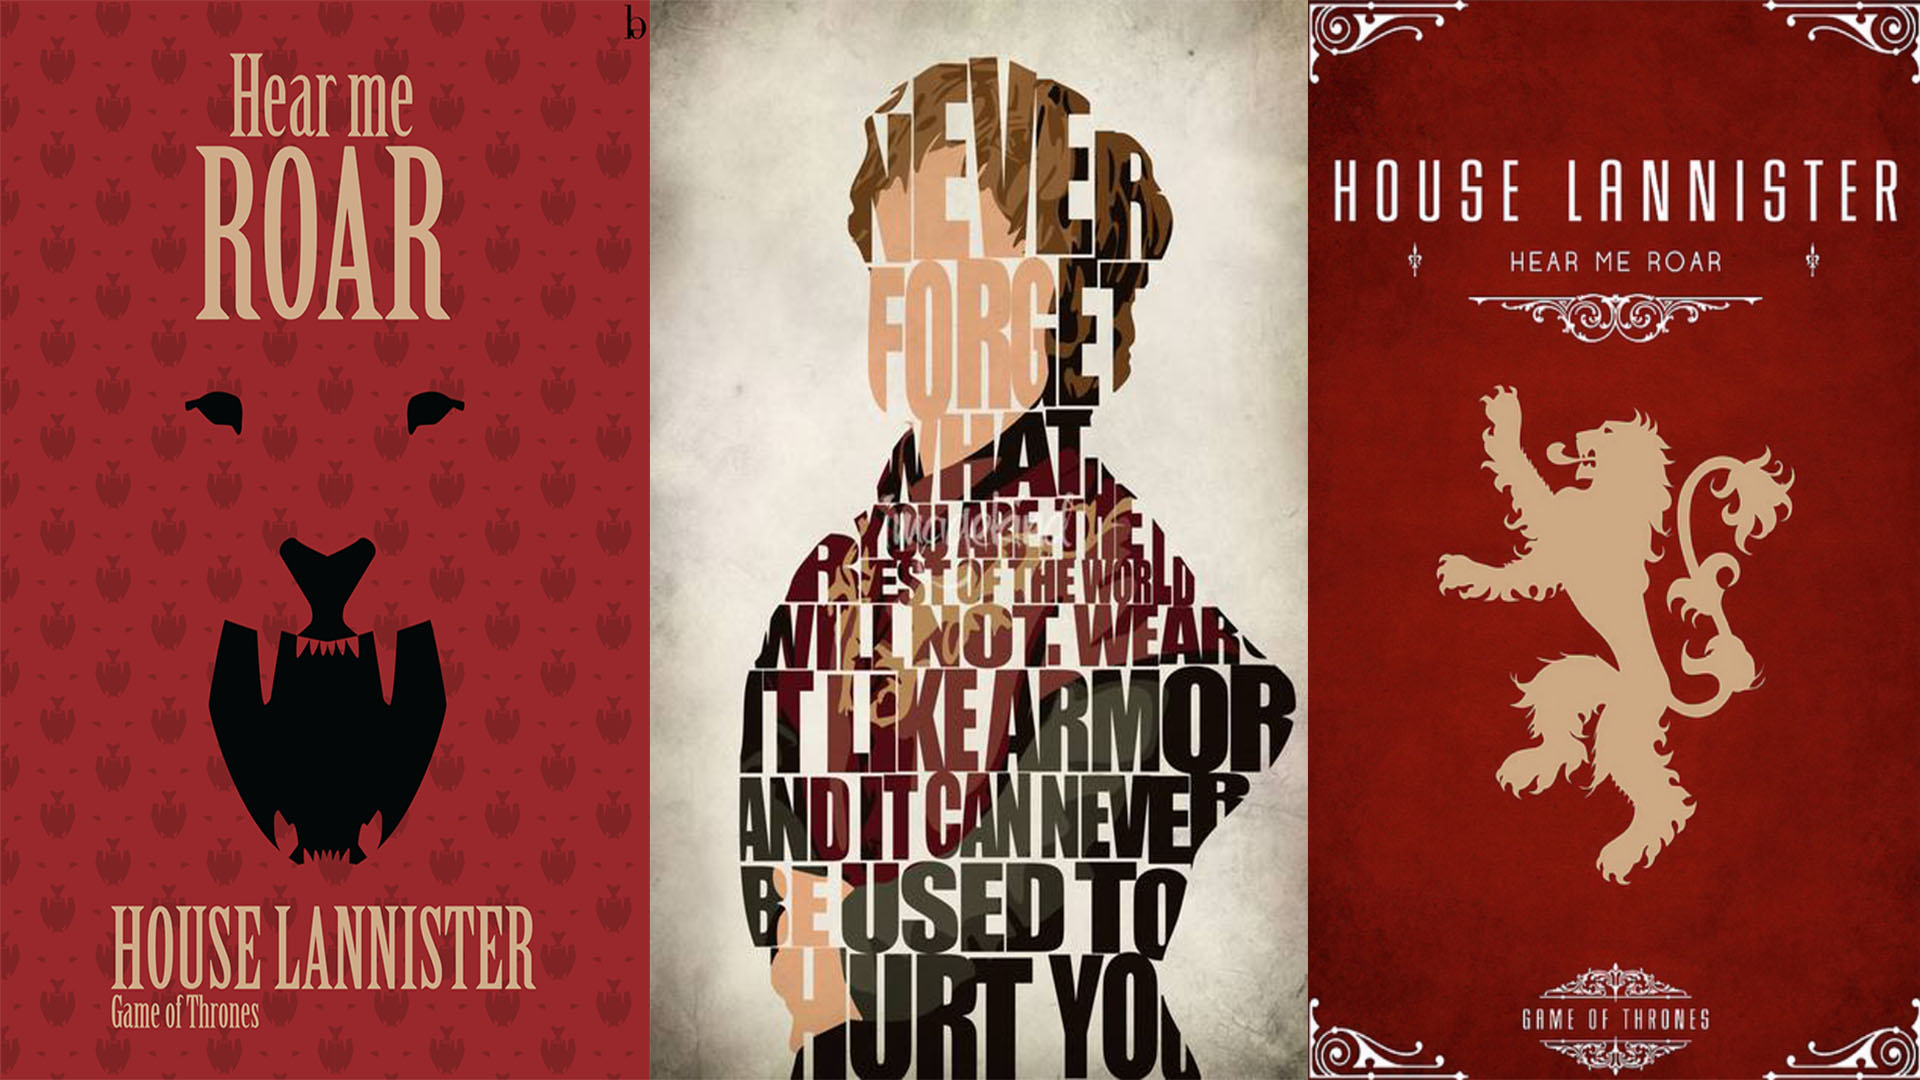 Hear me
ROAR
HOUSE LANNISTER
Game of Thrones
NEVER
FORGET
WHAT
YOU ARE. THE
REST OF THE WORLD
WILL NOT. WEAR
IT LIKE ARMOR
AND IT CAN NEVER
BE USED TO
HURT YOU
HOUSE LANNISTER
HEAR ME ROAR
GAME OF THRONES